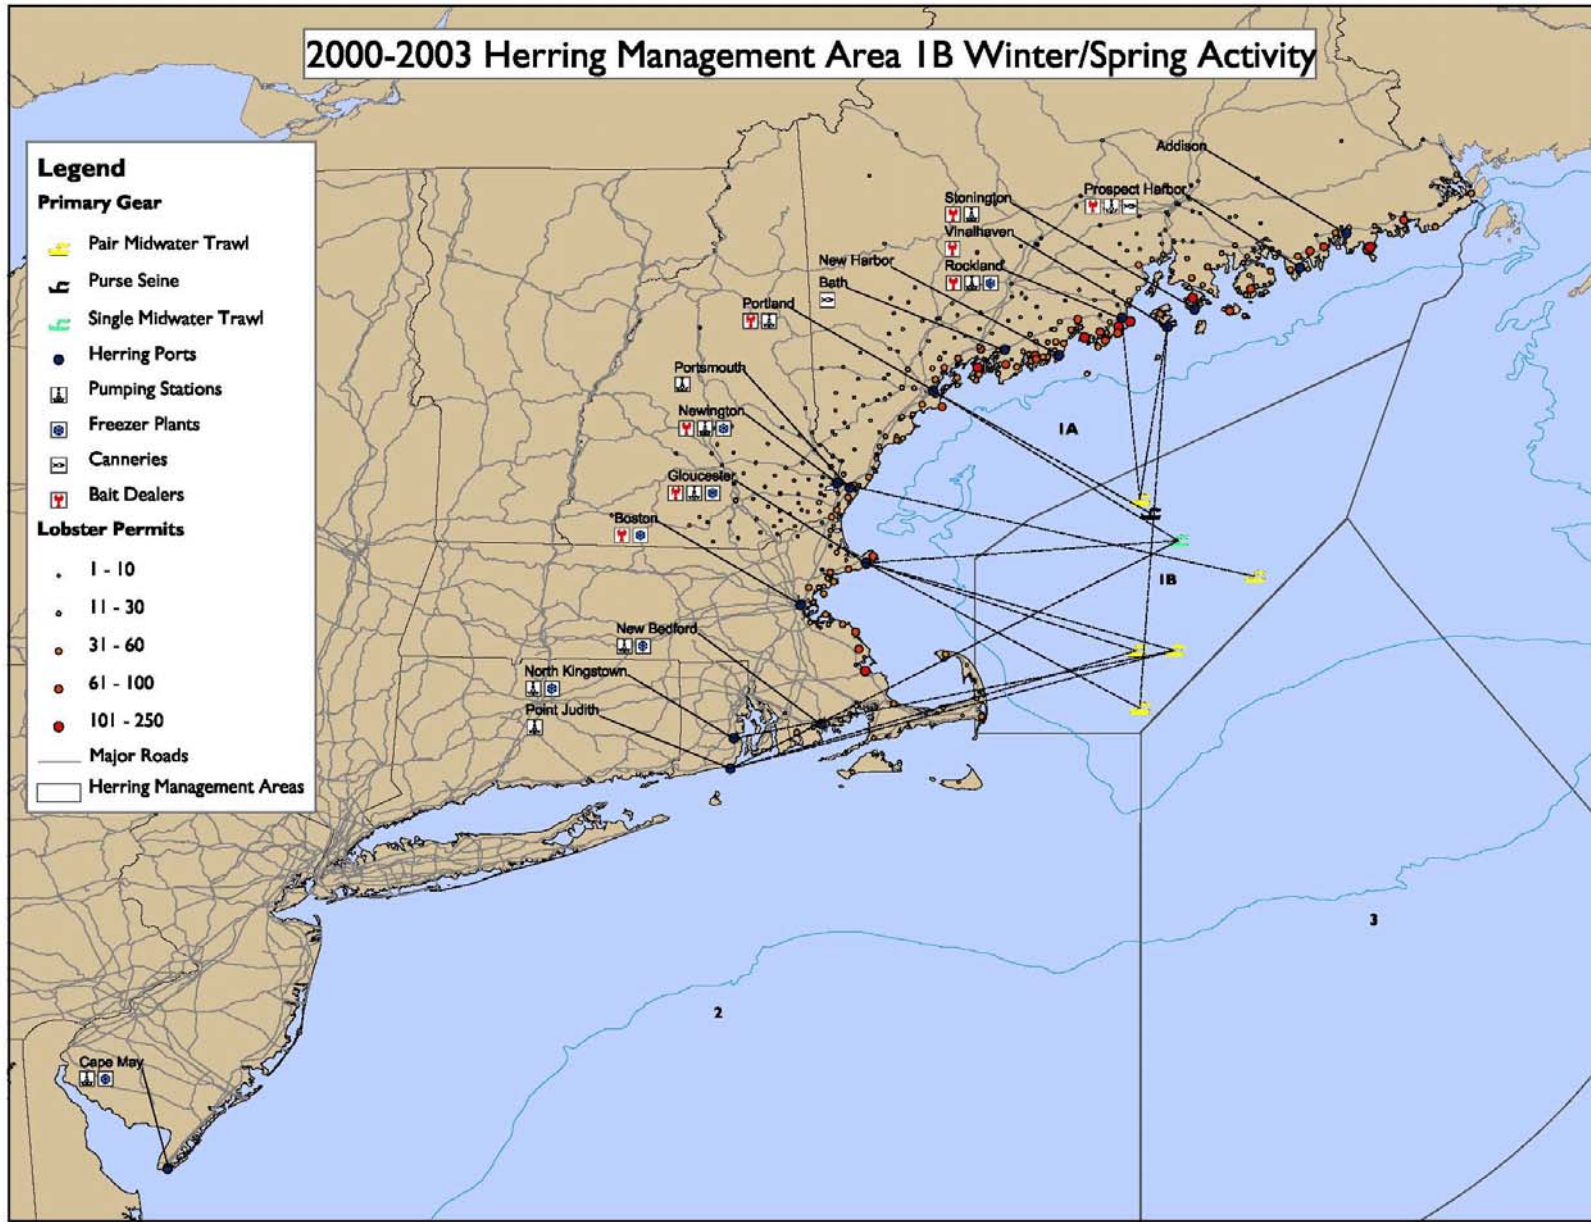 2000-2003 Herring Management Area 1B Winter/Spring Activity
Legend
Primary Gear
Pair Midwater Trawl
Purse Seine
Single Midwater Trawl
Herring Ports
Pumping Stations
Freezer Plants
Canneries
Bait Dealers
Lobster Permits
1 - 10
11 - 30
31 - 60
61 - 100
101 - 250
Major Roads
Herring Management Areas
Addison
Prospect Harbor
Stonington
Vinalhaven
Rockland
New Harbor
Bath
Portland
Portsmouth
Newington
Gloucester
Boston
New Bedford
North Kingstown
Point Judith
Cape May
1A
1B
2
3